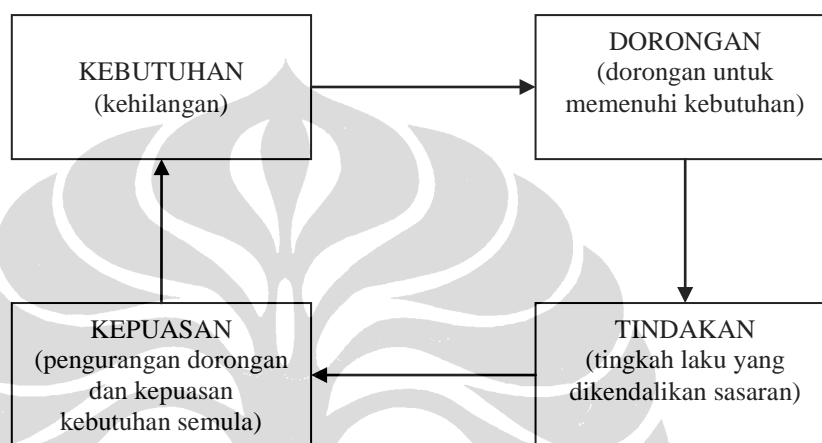 KEBUTUHAN
(kehilangan)
DORONGAN
(dorongan untuk
memenuhi kebutuhan)
KEPUASAN
(pengurangan dorongan
dan kepuasan
kebutuhan semula)
TINDAKAN
(tingkah laku yang
dikendalikan sasaran)